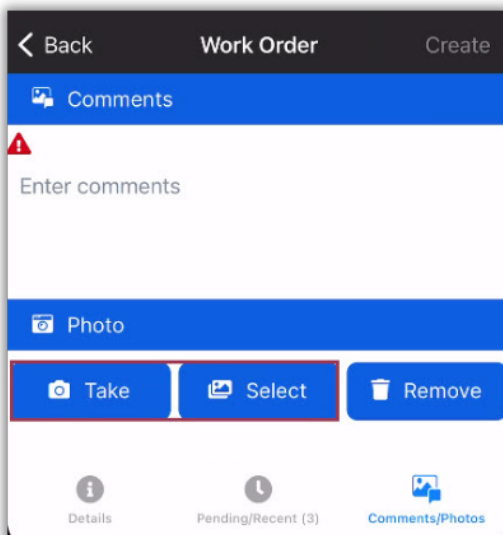 Back Work Order Create
Comments
Enter comments
Photo
Take Select Remove
Details Pending/Recent (3) Comments/Photos